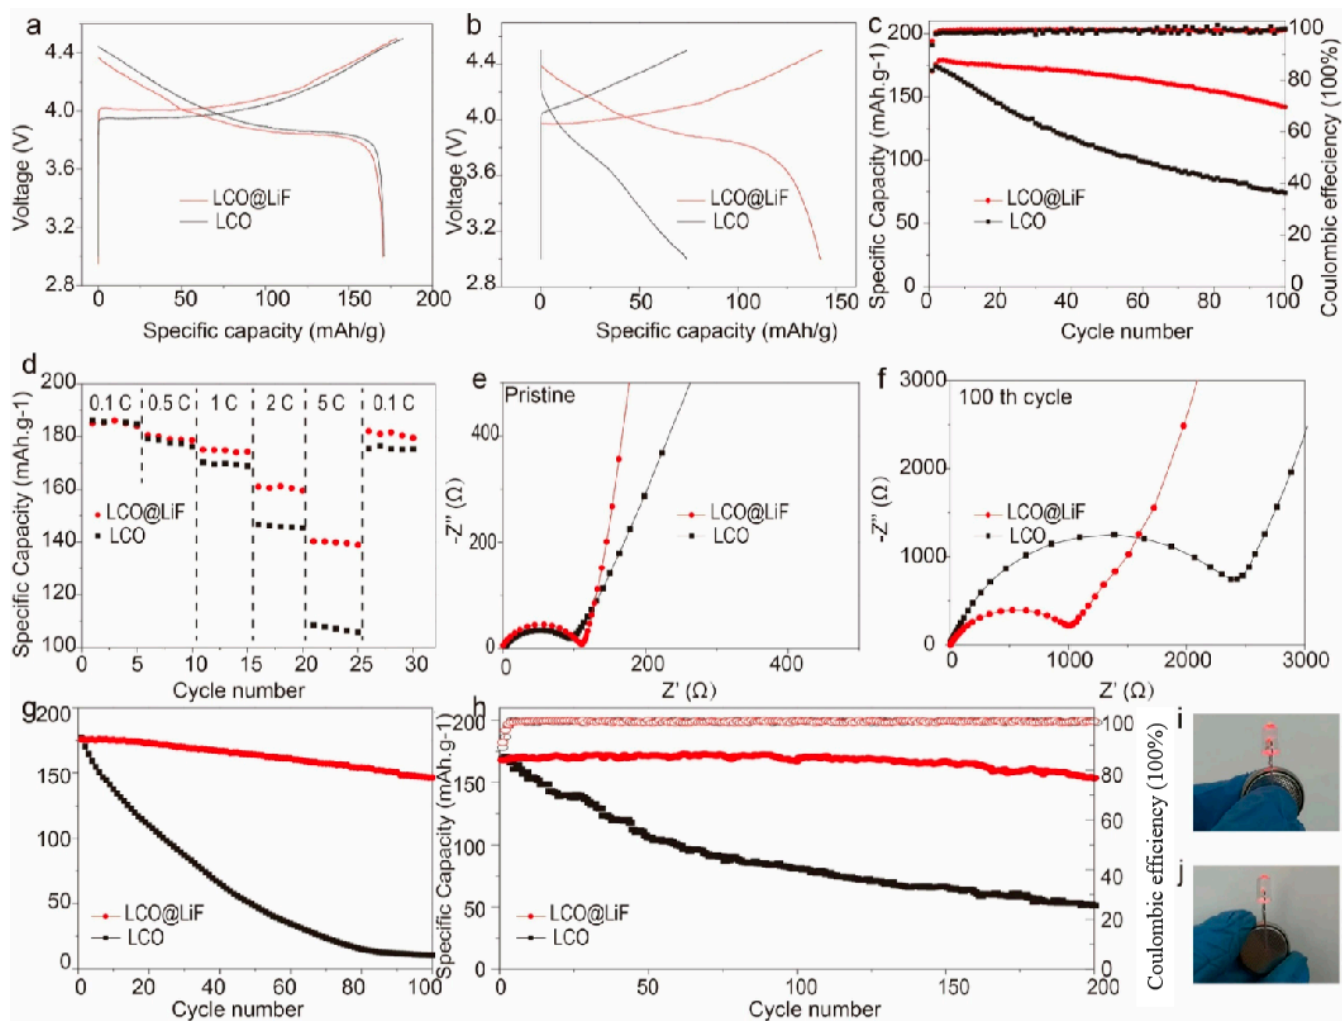 a
4.4
4.0
3.6
3.2
2.8
Voltage (V)
LCO@LiF
LCO
0
50
100
150
200
Specific capacity (mAh/g)
b
4.4
4.0
3.6
3.2
2.8
Voltage (V)
LCO@LiF
LCO
0
50
100
150
Specific capacity (mAh/g)
c
200
175
150
125
100
75
50
25
0
Specific Capacity (mAh.g-1)
LCO@LiF
LCO
100
80
60
40
20
0
Coulombic effeciency (100%)
0
20
40
60
80
100
Cycle number
d
200
180
160
140
120
100
Specific Capacity (mAh.g-1)
0.1 C
0.5 C
1 C
2 C
5 C
0.1 C
LCO@LiF
LCO
0
5
10
15
20
25
30
Cycle number
e
Pristine
400
200
0
-Z'' (Ω)
LCO@LiF
LCO
0
200
400
Z' (Ω)
f
100 th cycle
3000
2500
2000
1500
1000
500
0
-Z'' (Ω)
LCO@LiF
LCO
0
1000
2000
3000
Z' (Ω)
g
200
150
100
50
0
LCO@LiF
LCO
0
20
40
60
80
100
Cycle number
h
200
150
100
50
0
Specific Capacity (mAh.g-1)
LCO@LiF
LCO
100
80
60
40
20
0
Coulombic efficiency (100%)
0
50
100
150
200
Cycle number
i
j